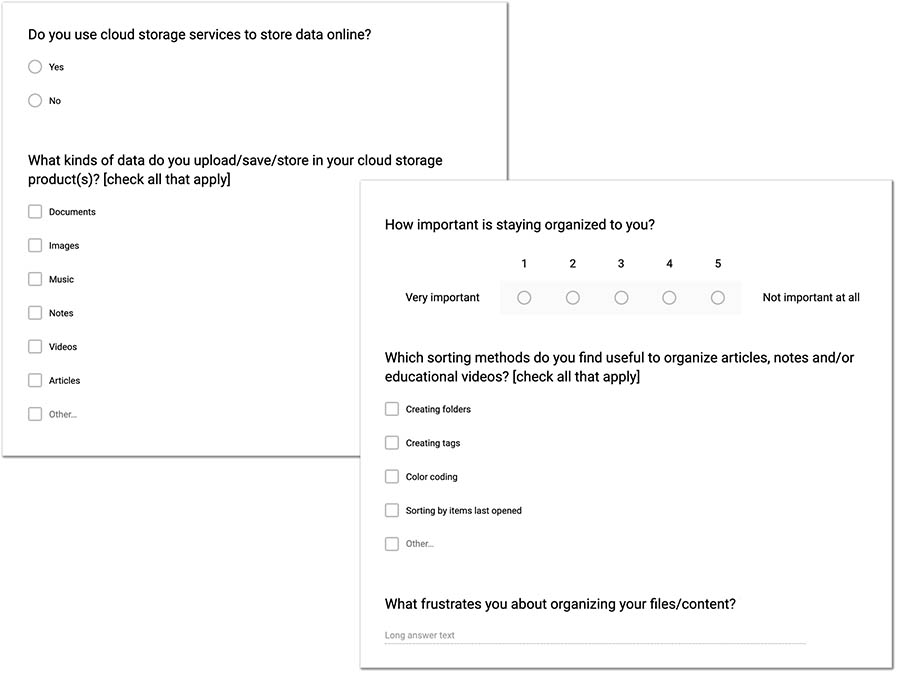 Do you use cloud storage services to store data online?
Yes
No
What kinds of data do you upload/save/store in your cloud storage
product(s)? [check all that apply]
Documents
Images
Music
Notes
Videos
Articles
Other...
How important is staying organized to you?
1 2 3 4 5
Very important Not important at all
Which sorting methods do you find useful to organize articles, notes and/or
educational videos? [check all that apply]
Creating folders
Creating tags
Color coding
Sorting by items last opened
Other...
What frustrates you about organizing your files/content?
Long answer text